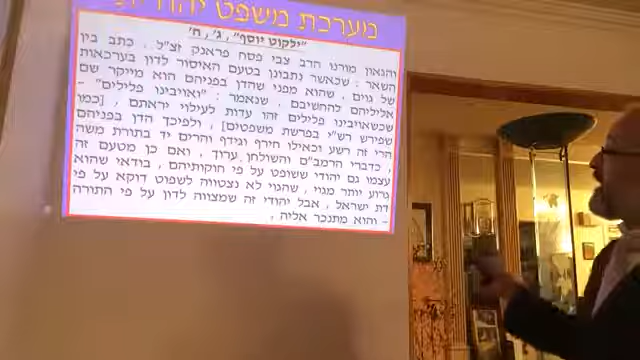 מערכת משפט יהודית
"ילקוט יוסף", ג', ח'
והגאון מורנו הרב צבי פסח פראנק זצ"ל, כתב בין
השאר: שכאשר נתבונן בטעם האיסור לדון בערכאות
של גוים, שהוא מפני שהדן בפניהם הוא מייקר שם
אליליהם להחשיבם, שנאמר: "ואויבינו פלילים" –
שכשאויבינו פלילים זהו עדות לעילוי יראתם, [כמו
שפירש רש"י בפרשת משפטים], ולפיכך הדן בפניהם
הרי זה רשע וכאילו חירף וגידף והרים יד בתורת משה
, כדברי הרמב"ם והשולחן ערוך, ואם כן מטעם זה
עצמו גם יהודי ששופט על פי חוקותיהם, בודאי שהוא
גרוע יותר מגוי, שהגוי לא נצטווה לשפוט דוקא על פי
דת ישראל, אבל יהודי זה שמצווה לדון על פי התורה
– והוא מתנכר אליה,